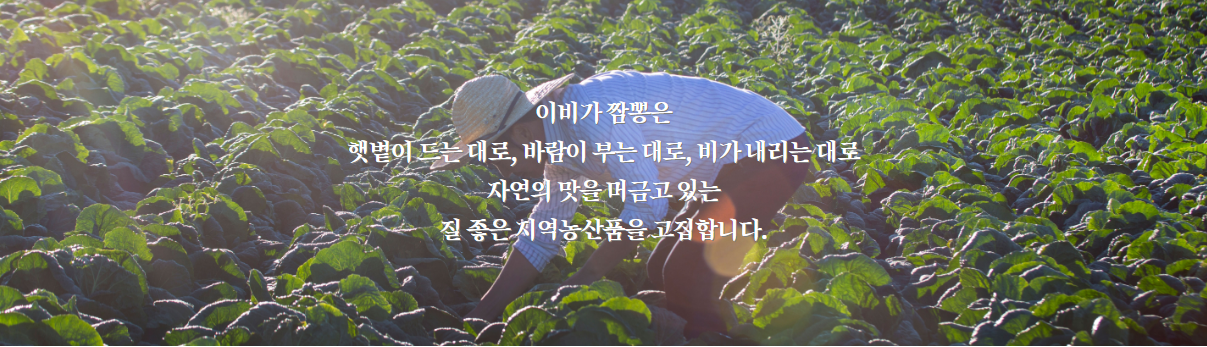 이비가 짬뽕은
햇볕이 드는 대로, 바람이 부는 대로, 비가 내리는 대로
자연의 맛을 머금고 있는
질 좋은 지역농산품을 고집합니다.